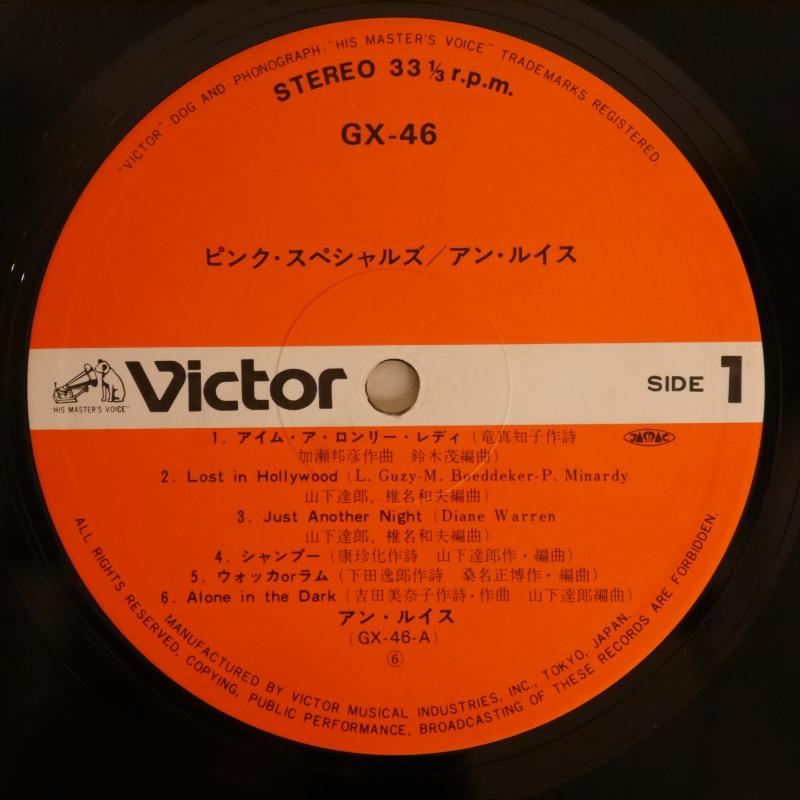 "VICTOR"-DOG AND PHONOGRAPH-"HIS MASTER'S VOICE" TRADEMARKS REGISTERED.
STEREO 33 1/3 r.p.m.
GX-46
ピンク・スペシャルズ/アン・ルイス
"HIS MASTER'S VOICE"
Victor
SIDE 1
1. アイム・ア・ロンリー・レディ(竜真知子作詩
JASRAC
加瀬邦彦作曲 鈴木茂編曲)
2. Lost in Hollywood (L. Guzy-M. Boeddeker-P. Minardy
山下達郎、椎名和夫編曲)
3. Just Another Night (Diane Warren
山下達郎、椎名和夫編曲)
4. シャンプー(康珍化作詩 山下達郎作・編曲)
5. ウォッカorラム(下田逸郎作詩 桑名正博作・編曲)
6. Alone in the Dark(吉田美奈子作詩・作曲 山下達郎編曲)
アン・ルイス
(GX-46-A)
⑥
MANUFACTURED BY VICTOR MUSICAL INDUSTRIES, INC., TOKYO, JAPAN.
ALL RIGHTS RESERVED. COPYING, PUBLIC PERFORMANCE, BROADCASTING OF THESE RECORDS ARE FORBIDDEN.